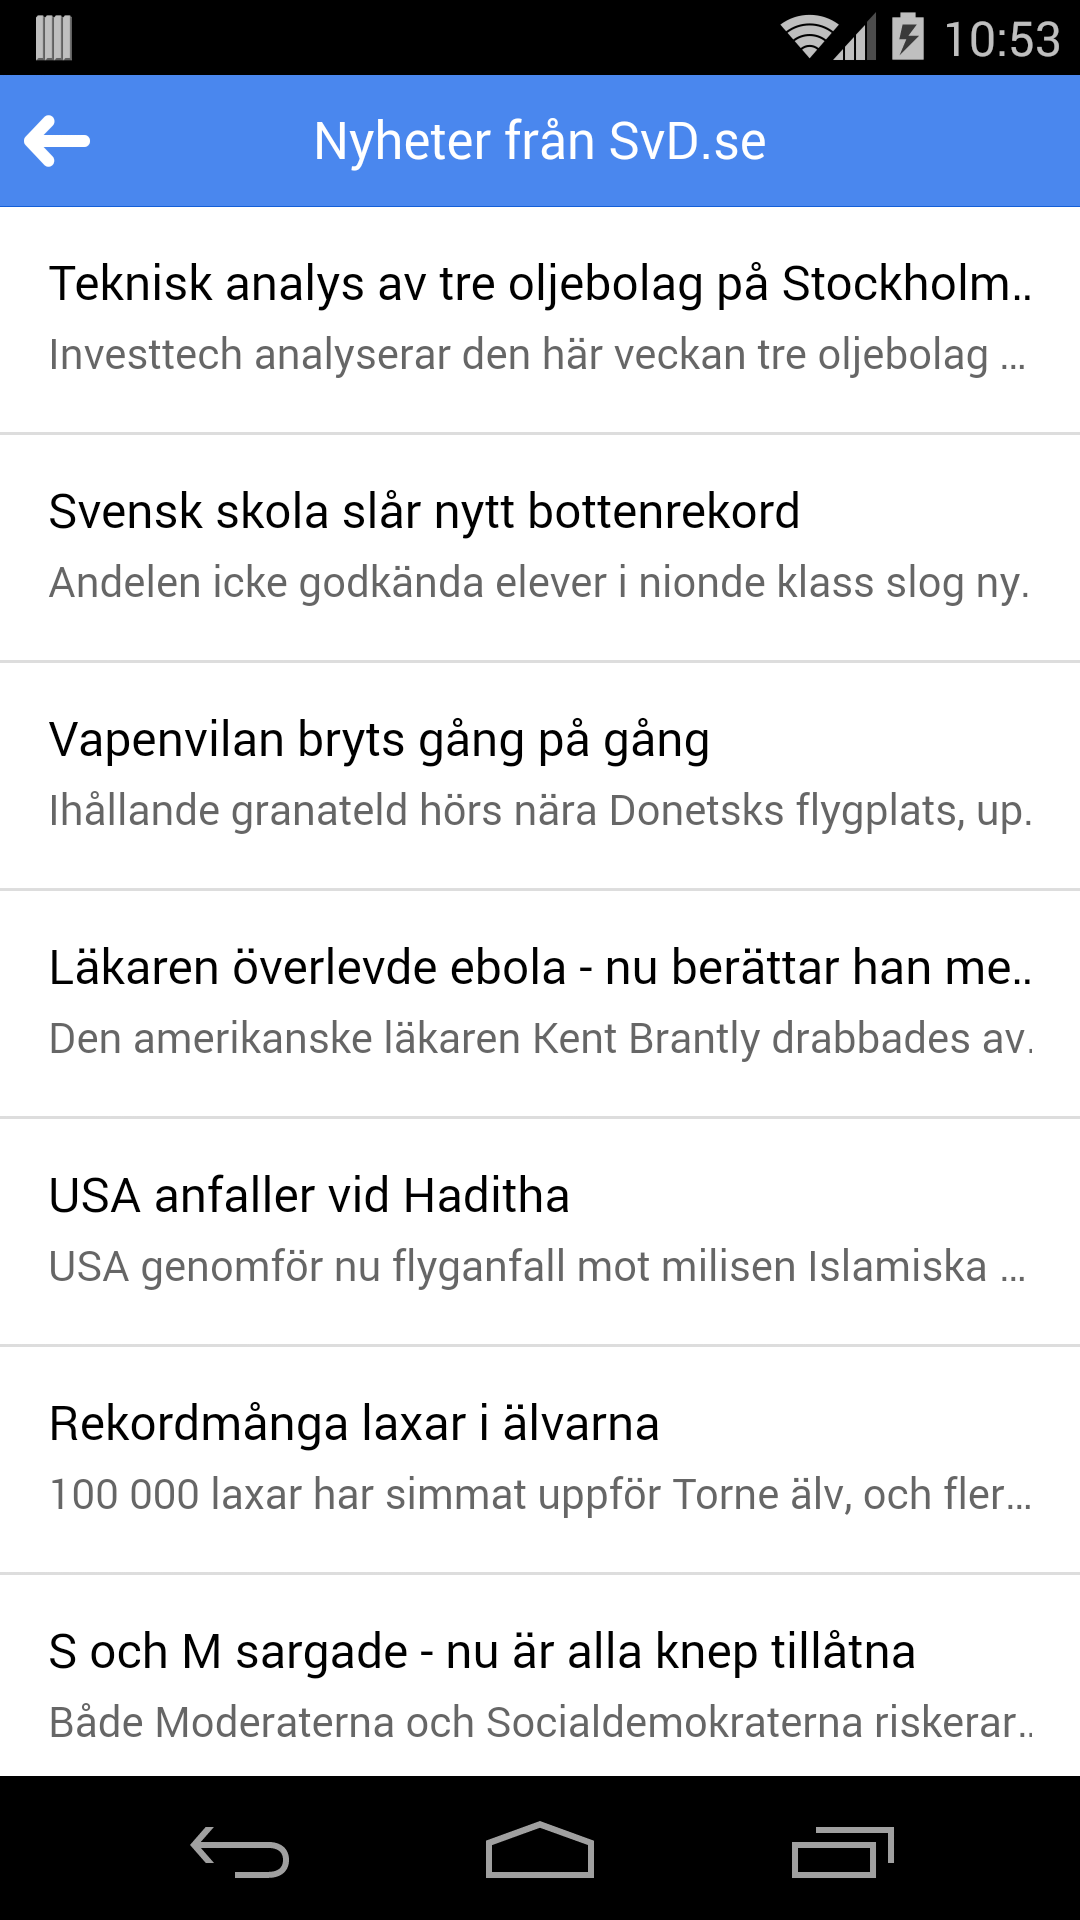 10:53
Nyheter från SvD.se
Teknisk analys av tre oljebolag på Stockholm..
Investtech analyserar den här veckan tre oljebolag ...
Svensk skola slår nytt bottenrekord
Andelen icke godkända elever i nionde klass slog ny.
Vapenvilan bryts gång på gång
Ihållande granateld hörs nära Donetsks flygplats, up.
Läkaren överlevde ebola - nu berättar han me..
Den amerikanske läkaren Kent Brantly drabbades av.
USA anfaller vid Haditha
USA genomför nu flyganfall mot milisen Islamiska ...
Rekordmånga laxar i älvarna
100 000 laxar har simmat uppför Torne älv, och fler...
S och M sargade - nu är alla knep tillåtna
Både Moderaterna och Socialdemokraterna riskerar..